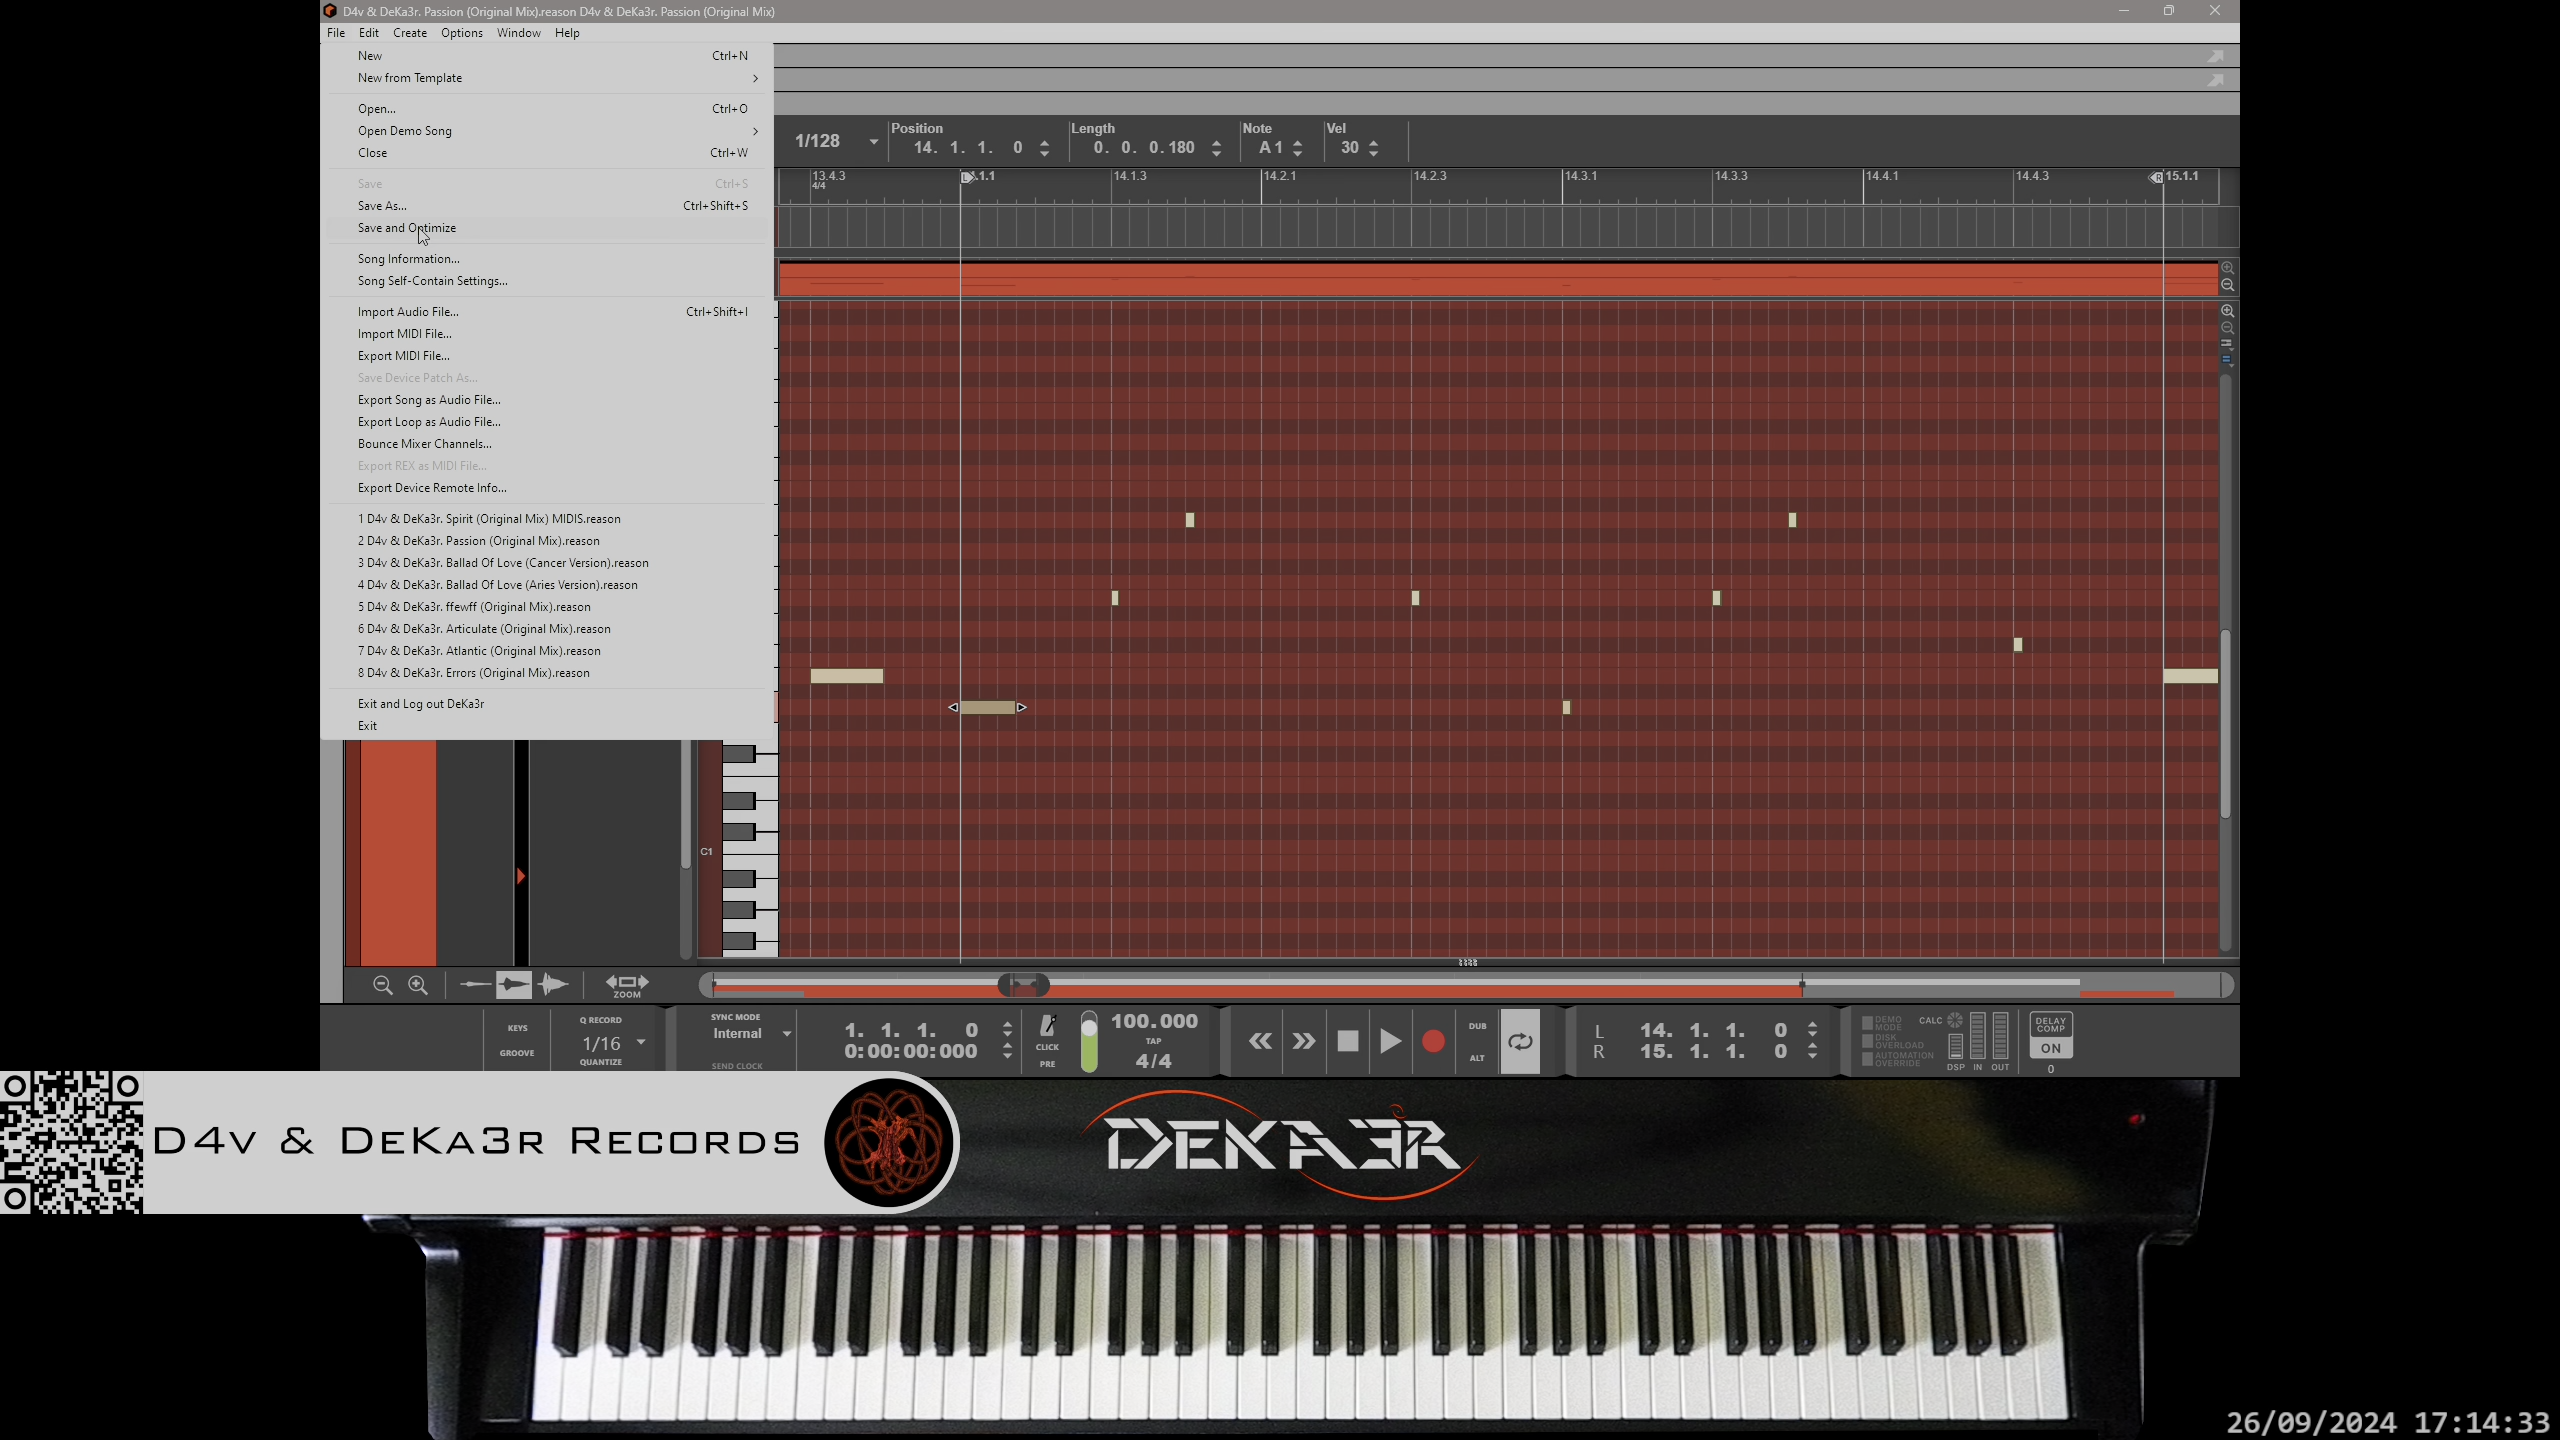 D4v & DeKa3r. Passion (Original Mix).reason D4v & DeKa3r. Passion (Original Mix)
File Edit Create Options Window Help
New Ctrl+N
New from Template
Open... Ctrl+O
Open Demo Song
Close Ctrl+W
Save Ctrl+S
Save As... Ctrl+Shift+S
Save and Optimize
Song Information...
Song Self-Contain Settings...
Import Audio File... Ctrl+Shift+I
Import MIDI File...
Export MIDI File...
Save Device Patch As...
Export Song as Audio File...
Export Loop as Audio File...
Bounce Mixer Channels...
Export REX as MIDI File...
Export Device Remote Info...
1 D4v & DeKa3r. Spirit (Original Mix) MIDIS.reason
2 D4v & DeKa3r. Passion (Original Mix).reason
3 D4v & DeKa3r. Ballad Of Love (Cancer Version).reason
4 D4v & DeKa3r. Ballad Of Love (Aries Version).reason
5 D4v & DeKa3r. ffewff (Original Mix).reason
6 D4v & DeKa3r. Articulate (Original Mix).reason
7 D4v & DeKa3r. Atlantic (Original Mix).reason
8 D4v & DeKa3r. Errors (Original Mix).reason
Exit and Log out DeKa3r
Exit
1/128
Position
14. 1. 1. 0
Length
0. 0. 0.180
Note
A 1
Vel
30
13.4.3 L .1.1 14.1.3 14.2.1 14.2.3 14.3.1 14.3.3 14.4.1 14.4.3 R 15.1.1
4/4
C1
ZOOM
KEYS
GROOVE
Q RECORD
1/16
QUANTIZE
SYNC MODE
Internal
SEND CLOCK
1. 1. 1. 0
0:00:00:000
CLICK
PRE
100.000
TAP
4/4
DUB
ALT
L 14. 1. 1. 0
R 15. 1. 1. 0
DEMO MODE
DISK OVERLOAD
AUTOMATION OVERRIDE
CALC
DSP IN OUT
DELAY COMP
ON
0
D4v & DeKa3r Records
DEKA3R
26/09/2024 17:14:33